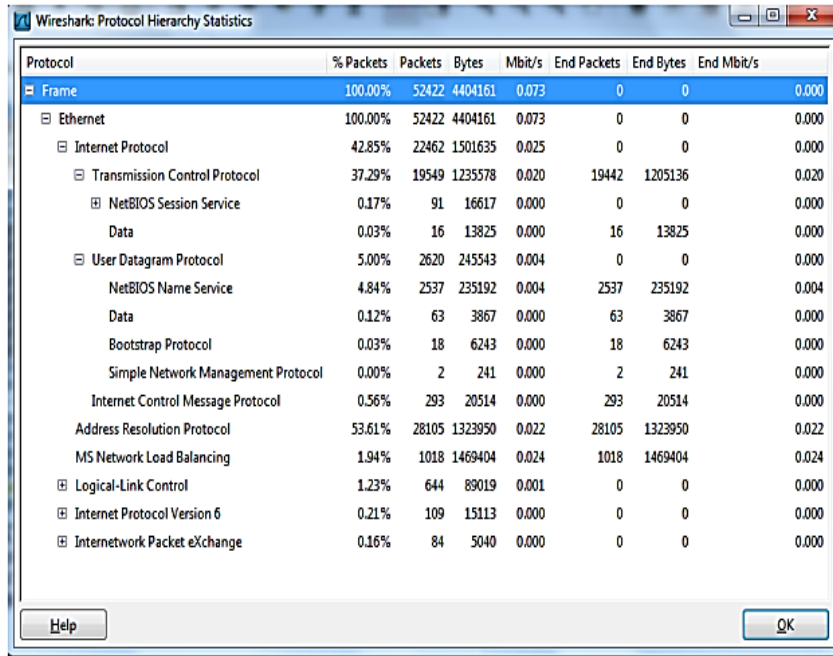 Wireshark: Protocol Hierarchy Statistics
Protocol % Packets Packets Bytes Mbit/s End Packets End Bytes End Mbit/s
Frame 100.00% 52422 4404161 0.073 0 0 0.000
Ethernet 100.00% 52422 4404161 0.073 0 0 0.000
Internet Protocol 42.85% 22462 1501635 0.025 0 0 0.000
Transmission Control Protocol 37.29% 19549 1235578 0.020 19442 1205136 0.020
NetBIOS Session Service 0.17% 91 16617 0.000 0 0 0.000
Data 0.03% 16 13825 0.000 16 13825 0.000
User Datagram Protocol 5.00% 2620 245543 0.004 0 0 0.000
NetBIOS Name Service 4.84% 2537 235192 0.004 2537 235192 0.004
Data 0.12% 63 3867 0.000 63 3867 0.000
Bootstrap Protocol 0.03% 18 6243 0.000 18 6243 0.000
Simple Network Management Protocol 0.00% 2 241 0.000 2 241 0.000
Internet Control Message Protocol 0.56% 293 20514 0.000 293 20514 0.000
Address Resolution Protocol 53.61% 28105 1323950 0.022 28105 1323950 0.022
MS Network Load Balancing 1.94% 1018 1469404 0.024 1018 1469404 0.024
Logical-Link Control 1.23% 644 89019 0.001 0 0 0.000
Internet Protocol Version 6 0.21% 109 15113 0.000 0 0 0.000
Internetwork Packet eXchange 0.16% 84 5040 0.000 0 0 0.000
Help OK